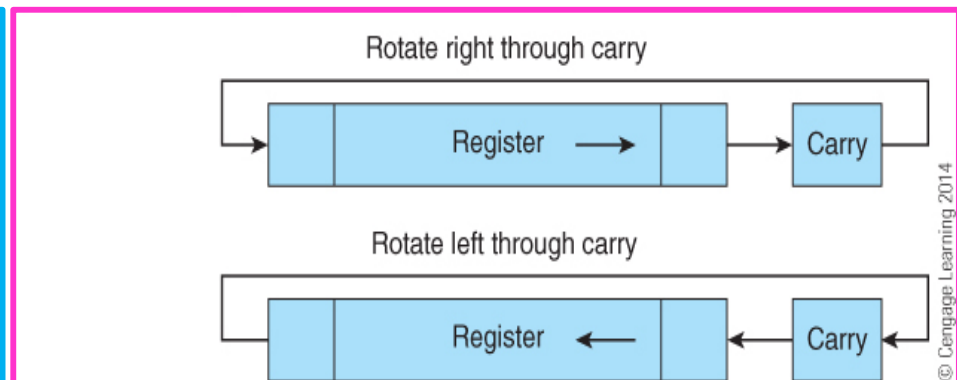 Rotate right through carry
Register
Carry
Rotate left through carry
Register
Carry
© Cengage Learning 2014